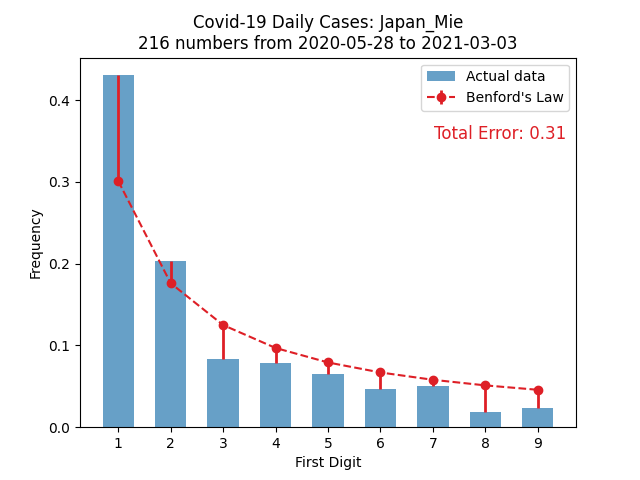 Covid-19 Daily Cases: Japan_Mie
216 numbers from 2020-05-28 to 2021-03-03
Actual data
Benford's Law
Total Error: 0.31
Frequency
0.4
0.3
0.2
0.1
0.0
1 2 3 4 5 6 7 8 9
First Digit